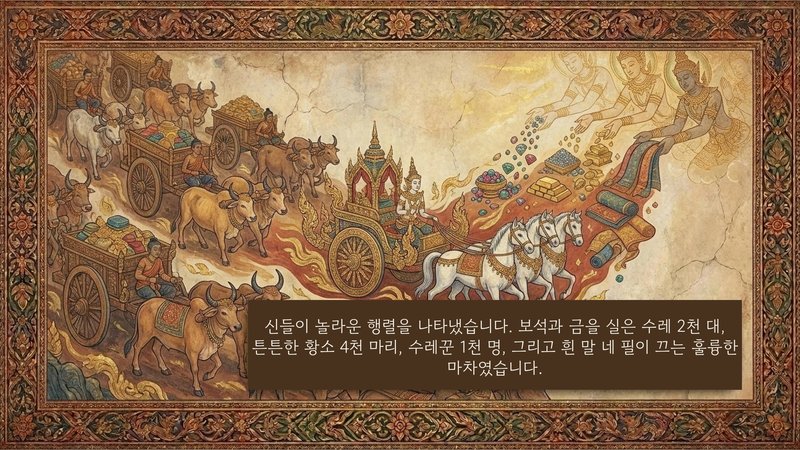 신들이 놀라운 행렬을 나타냈습니다. 보석과 금을 실은 수레 2천 대,
튼튼한 황소 4천 마리, 수레꾼 1천 명, 그리고 흰 말 네 필이 끄는 훌륭한
마차였습니다.